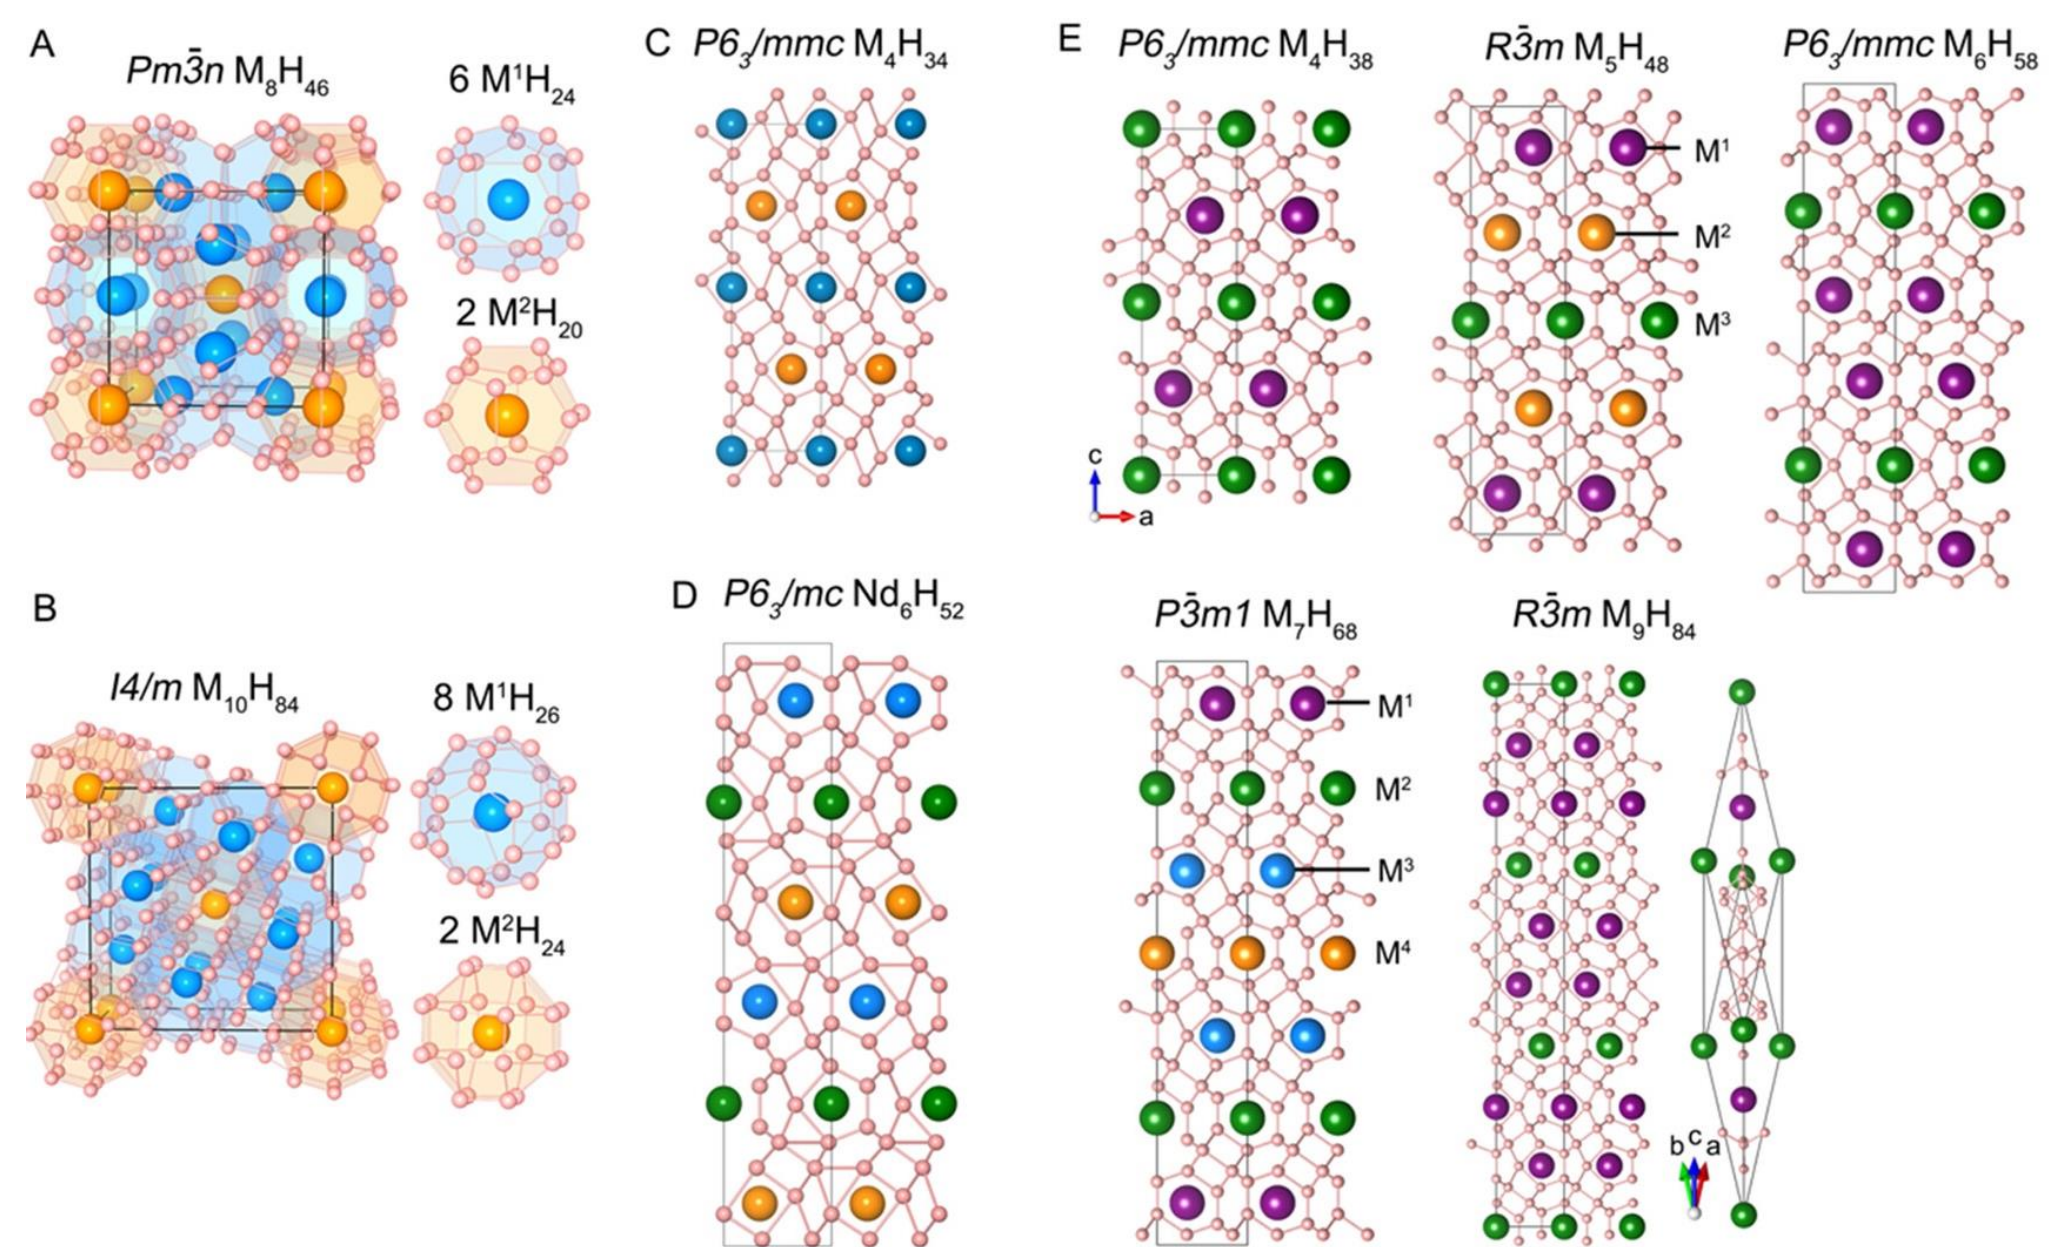 A
Pm3̄n M₈H₄₆
6 M¹H₂₄
2 M²H₂₀
B
I4/m M₁₀H₈₄
8 M¹H₂₆
2 M²H₂₄
C P6₃/mmc M₄H₃₄
D P6₃/mc Nd₆H₅₂
E P6₃/mmc M₄H₃₈
c
a
R3̄m M₅H₄₈
M¹
M²
M³
P6₃/mmc M₆H₅₈
P3̄m1 M₇H₆₈
M¹
M²
M³
M⁴
R3̄m M₉H₈₄
b c a